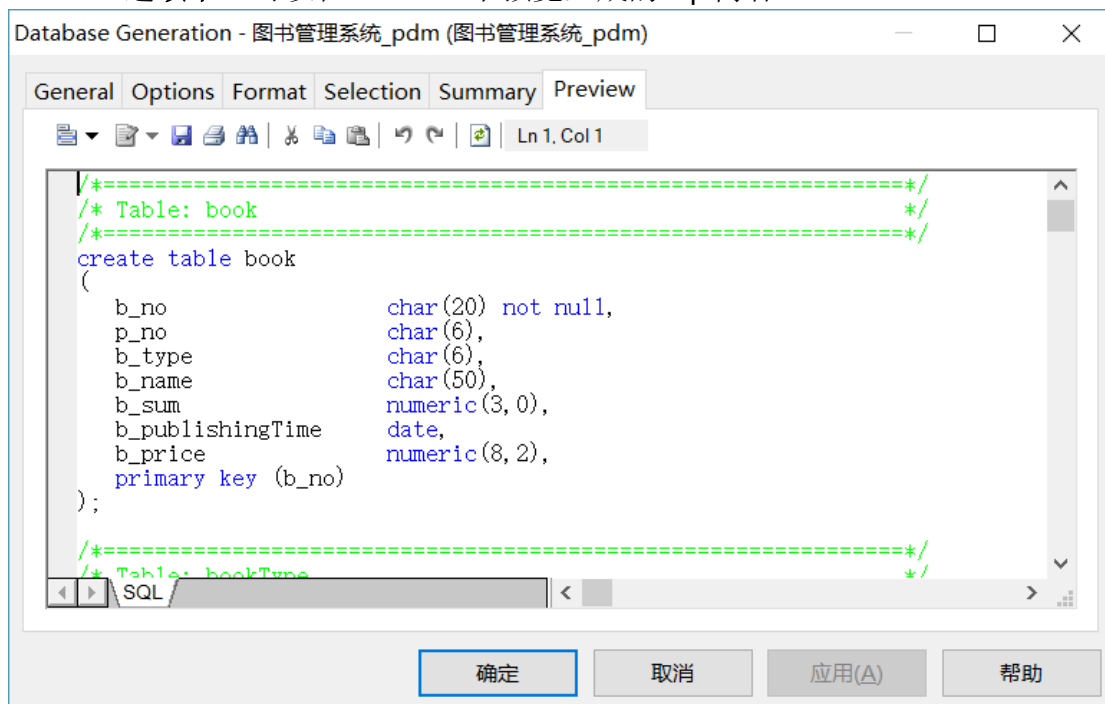 Database Generation - 图书管理系统_pdm (图书管理系统_pdm)
General Options Format Selection Summary Preview
Ln 1, Col 1
/*==============================================================*/
/* Table: book */
/*==============================================================*/
create table book
(
b_no char(20) not null,
p_no char(6),
b_type char(6),
b_name char(50),
b_sum numeric(3,0),
b_publishingTime date,
b_price numeric(8,2),
primary key (b_no)
);
/*==============================================================*/
/* Table: bookType */
SQL
确定 取消 应用(A) 帮助